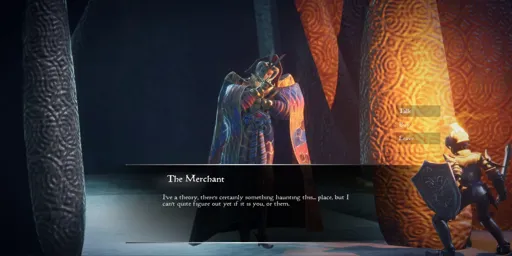 Talk
The Merchant
I've a theory, there's certainly something haunting this... place, but I
can't quite figure out yet if it is you, or them.